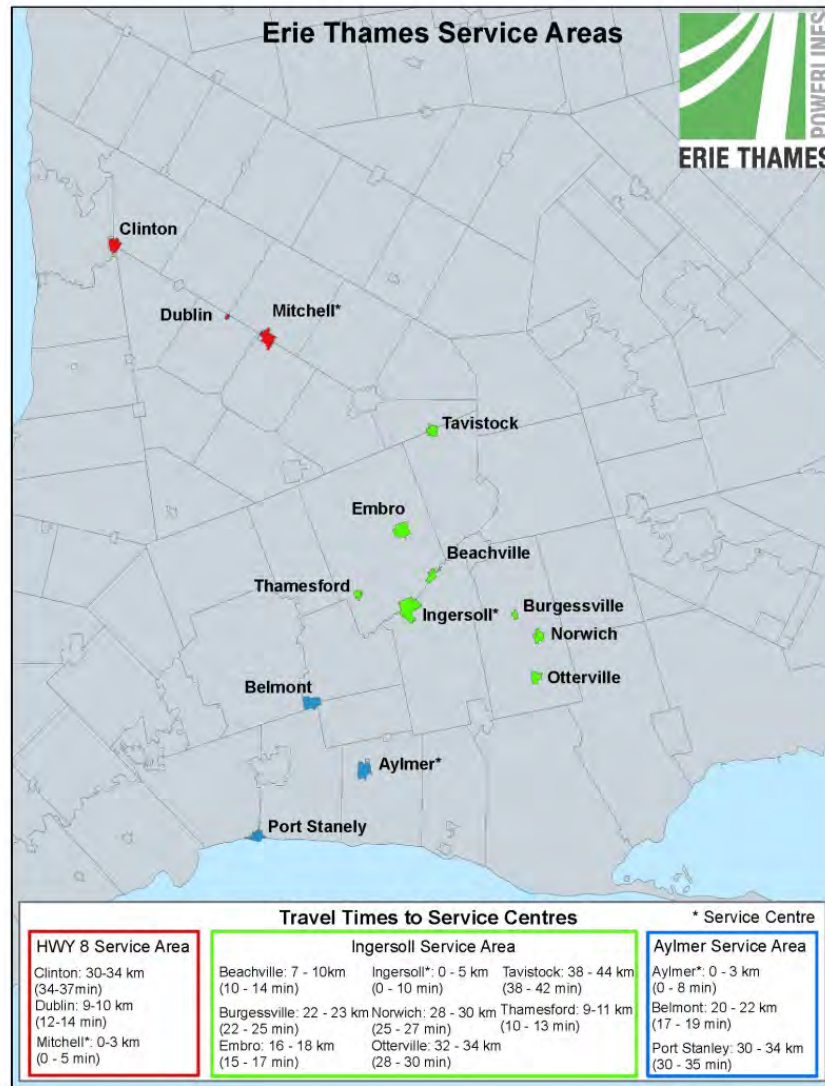 Erie Thames Service Areas
POWERLINES
ERIE THAMES
Clinton
Dublin
Mitchell*
Tavistock
Embro
Beachville
Thamesford
Ingersoll*
Burgessville
Norwich
Otterville
Belmont
Aylmer*
Port Stanely
Travel Times to Service Centres
* Service Centre
HWY 8 Service Area
Clinton: 30-34 km
(34-37min)
Dublin: 9-10 km
(12-14 min)
Mitchell*: 0-3 km
(0 - 5 min)
Ingersoll Service Area
Beachville: 7 - 10km
(10 - 14 min)
Burgessville: 22 - 23 km
(22 - 25 min)
Embro: 16 - 18 km
(15 - 17 min)
Ingersoll*: 0 - 5 km
(0 - 10 min)
Norwich: 28 - 30 km
(25 - 27 min)
Otterville: 32 - 34 km
(28 - 30 min)
Tavistock: 38 - 44 km
(38 - 42 min)
Thamesford: 9-11 km
(10 - 13 min)
Aylmer Service Area
Aylmer*: 0 - 3 km
(0 - 8 min)
Belmont: 20 - 22 km
(17 - 19 min)
Port Stanley: 30 - 34 km
(30 - 35 min)